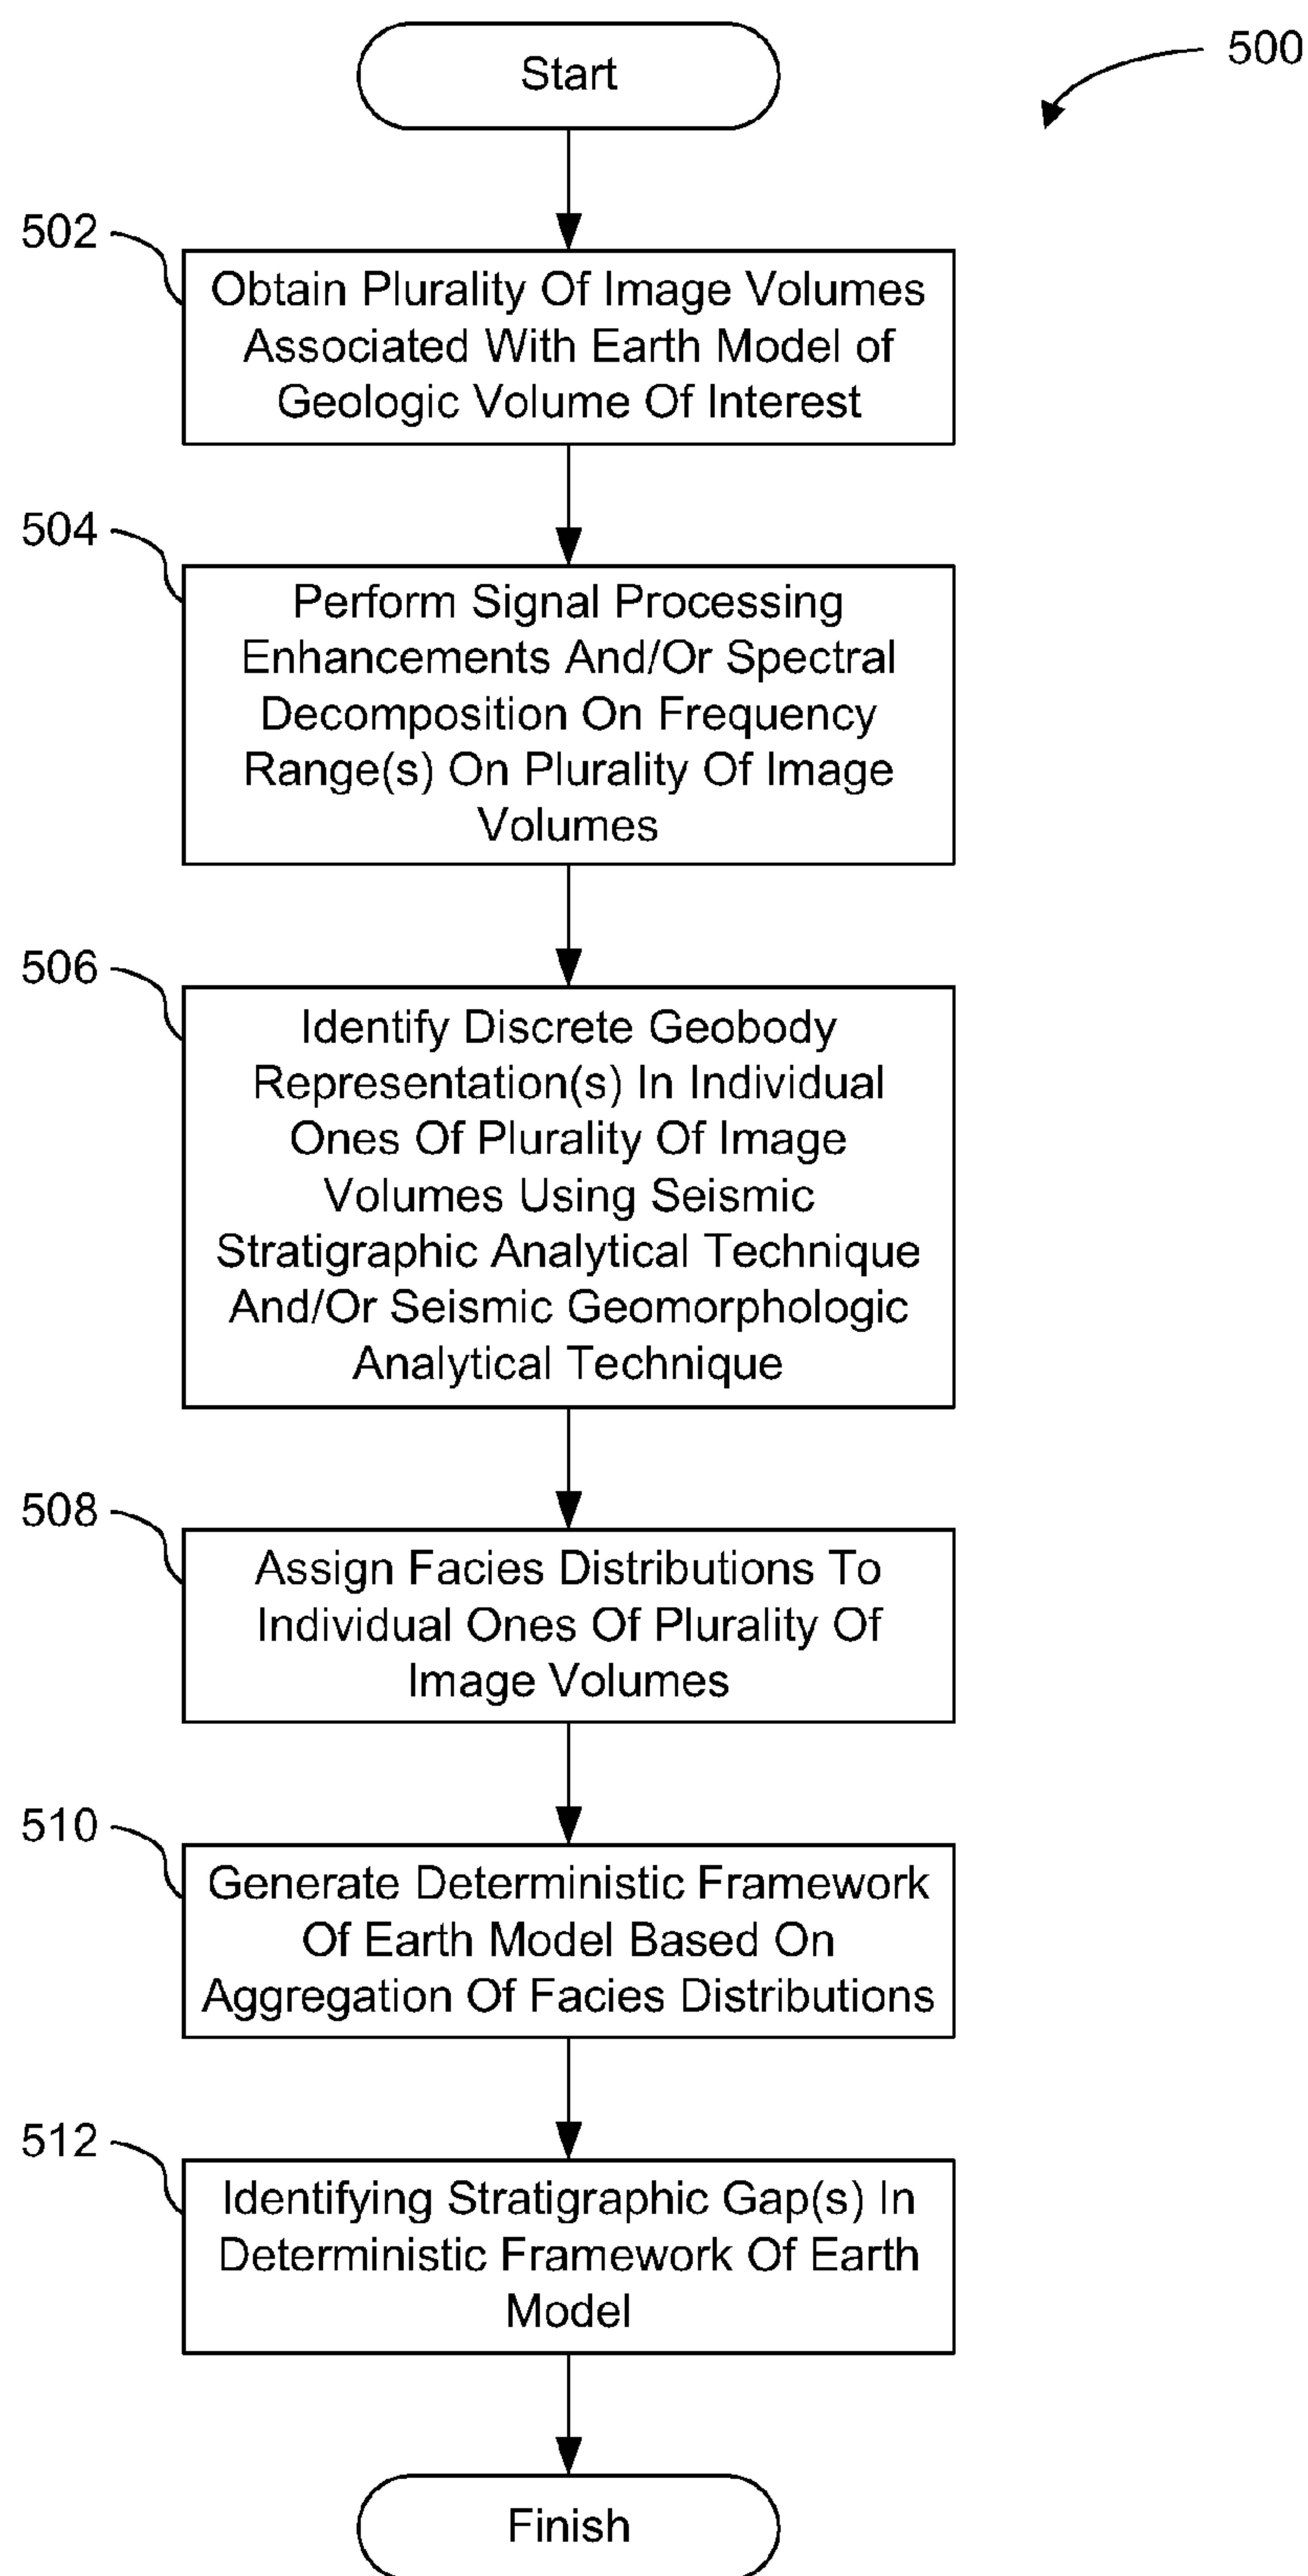 Start
500
502
Obtain Plurality Of Image Volumes
Associated With Earth Model of
Geologic Volume Of Interest
504
Perform Signal Processing
Enhancements And/Or Spectral
Decomposition On Frequency
Range(s) On Plurality Of Image
Volumes
506
Identify Discrete Geobody
Representation(s) In Individual
Ones Of Plurality Of Image
Volumes Using Seismic
Stratigraphic Analytical Technique
And/Or Seismic Geomorphologic
Analytical Technique
508
Assign Facies Distributions To
Individual Ones Of Plurality Of
Image Volumes
510
Generate Deterministic Framework
Of Earth Model Based On
Aggregation Of Facies Distributions
512
Identifying Stratigraphic Gap(s) In
Deterministic Framework Of Earth
Model
Finish